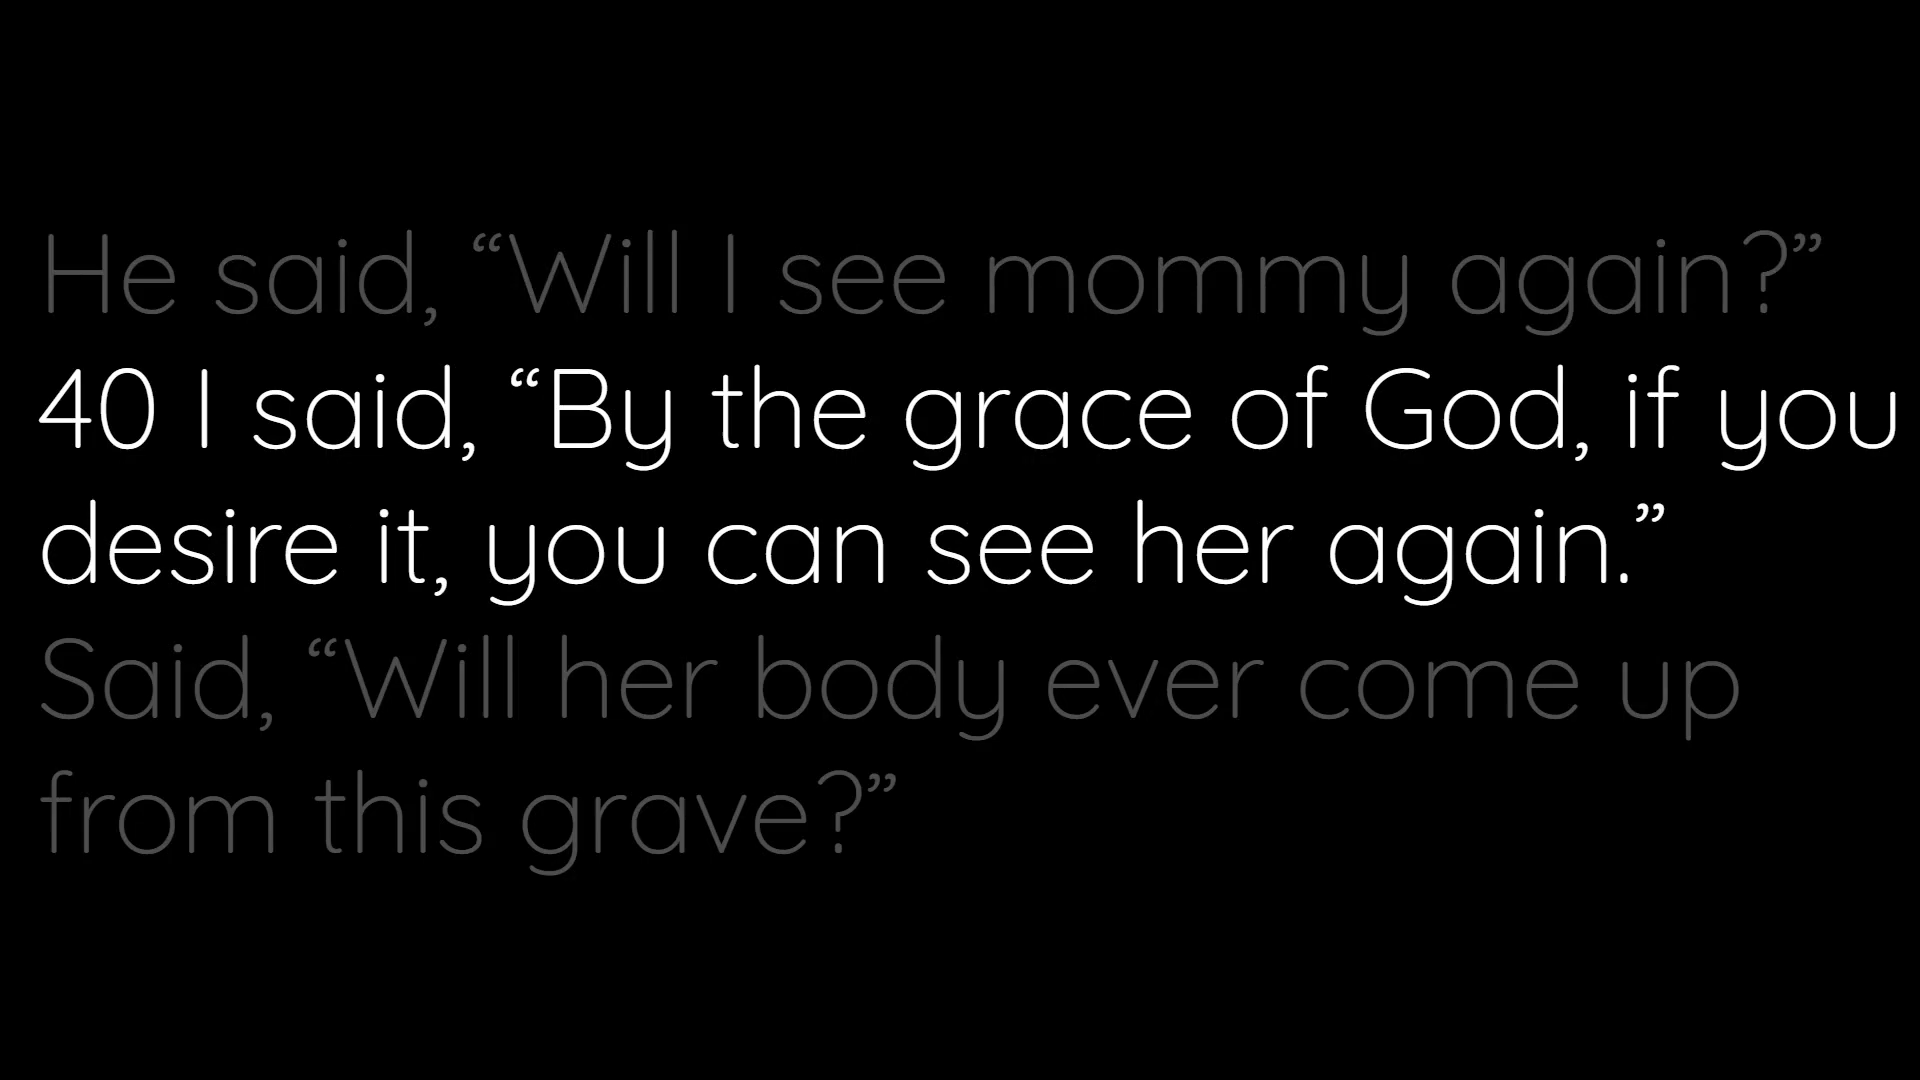 He said, “Will I see mommy again?”
40 I said, “By the grace of God, if you
desire it, you can see her again.”
Said, “Will her body ever come up
from this grave?”